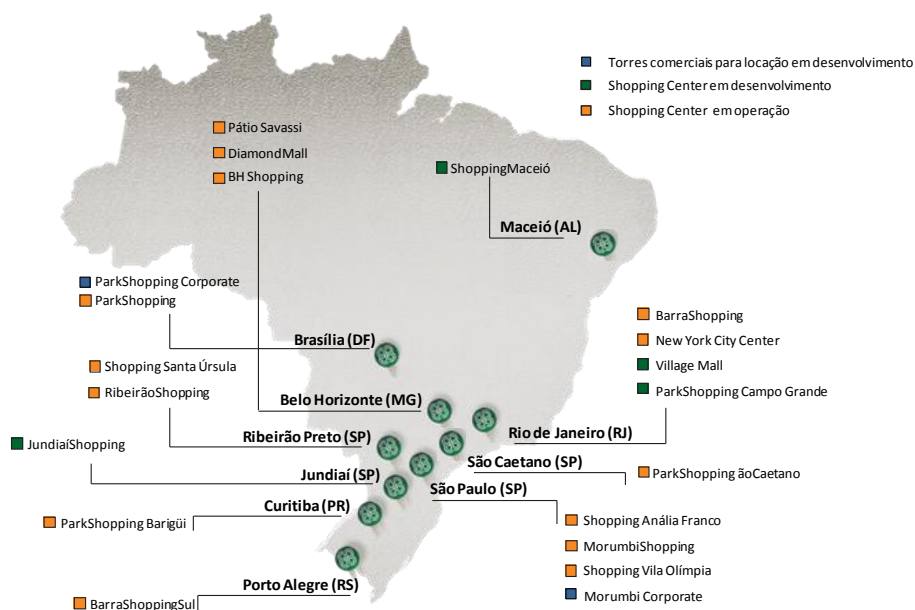 Torres comerciais para locação em desenvolvimento
Shopping Center em desenvolvimento
Shopping Center em operação
Pátio Savassi
DiamondMall
BH Shopping
ShoppingMaceió
Maceió (AL)
ParkShopping Corporate
ParkShopping
Brasília (DF)
BarraShopping
New York City Center
Village Mall
ParkShopping Campo Grande
Shopping Santa Úrsula
RibeirãoShopping
Belo Horizonte (MG)
Ribeirão Preto (SP)
Rio de Janeiro (RJ)
JundiaíShopping
São Caetano (SP)
ParkShopping ãoCaetano
Jundiaí (SP)
São Paulo (SP)
Curitiba (PR)
ParkShopping Barigüi
Shopping Anália Franco
MorumbiShopping
Shopping Vila Olímpia
Morumbi Corporate
Porto Alegre (RS)
BarraShoppingSul